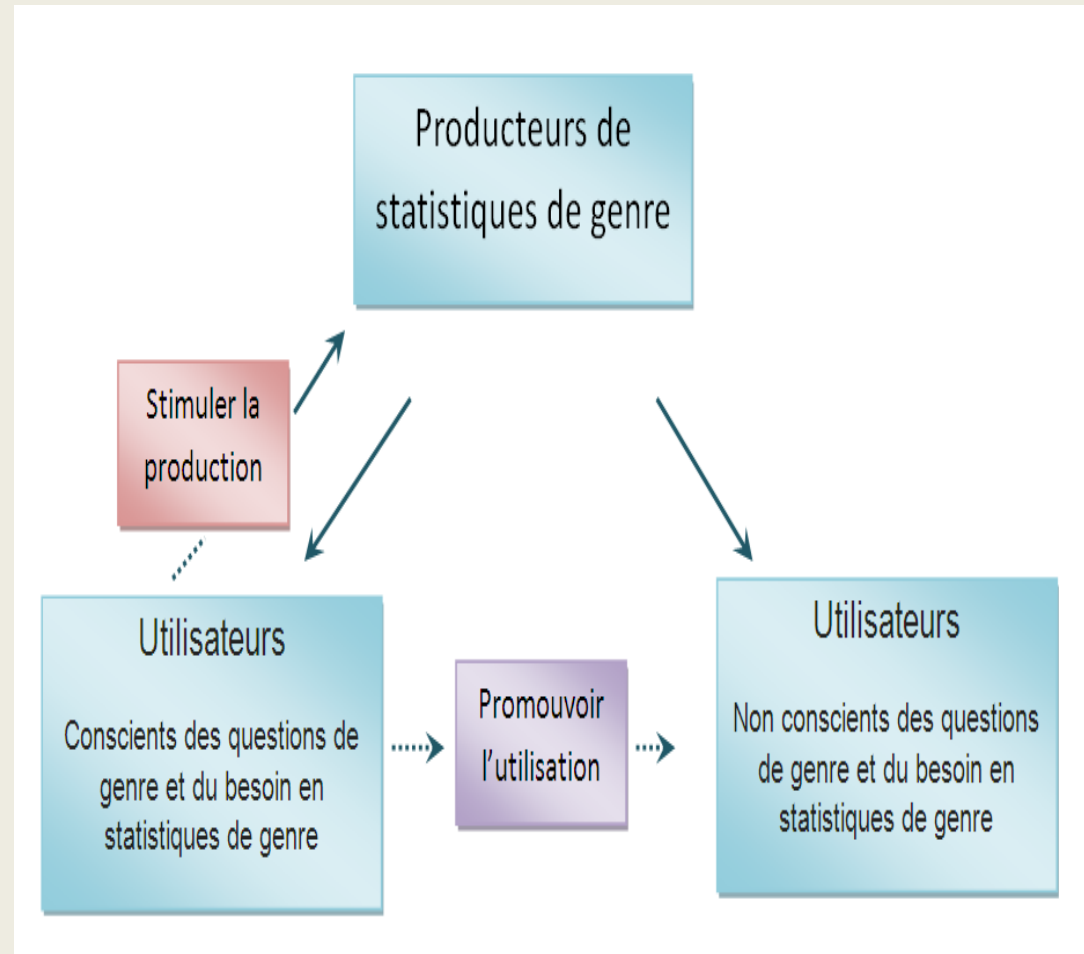 Producteurs de
statistiques de genre
Stimuler la
production
Utilisateurs
Conscients des questions de
genre et du besoin en
statistiques de genre
Promouvoir
l'utilisation
Utilisateurs
Non conscients des questions
de genre et du besoin en
statistiques de genre